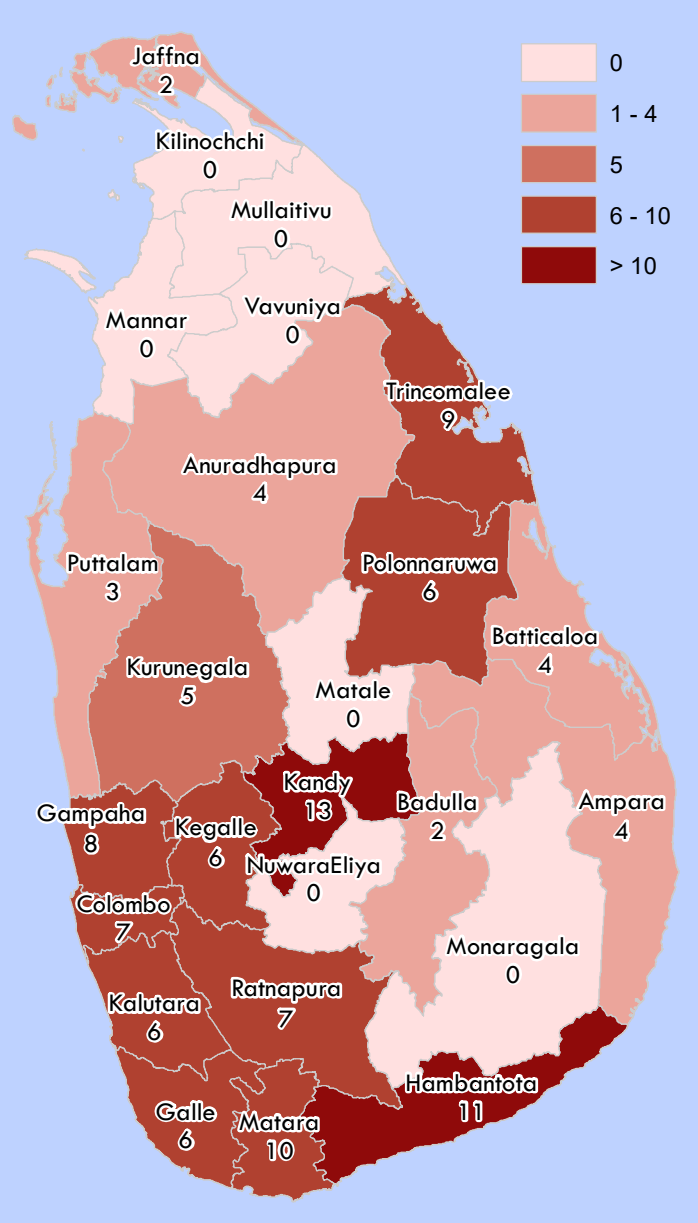 Jaffna
2
0
1 - 4
5
6 - 10
> 10
Kilinochchi
0
Mullaitivu
0
Mannar
0
Vavuniya
0
Trincomalee
9
Anuradhapura
4
Puttalam
3
Polonnaruwa
6
Batticaloa
4
Kurunegala
5
Matale
0
Kandy
13
Gampaha
8
Kegalle
6
Badulla
2
Ampara
4
NuwaraEliya
0
Colombo
7
Monaragala
0
Kalutara
6
Ratnapura
7
Hambantota
11
Galle
6
Matara
10